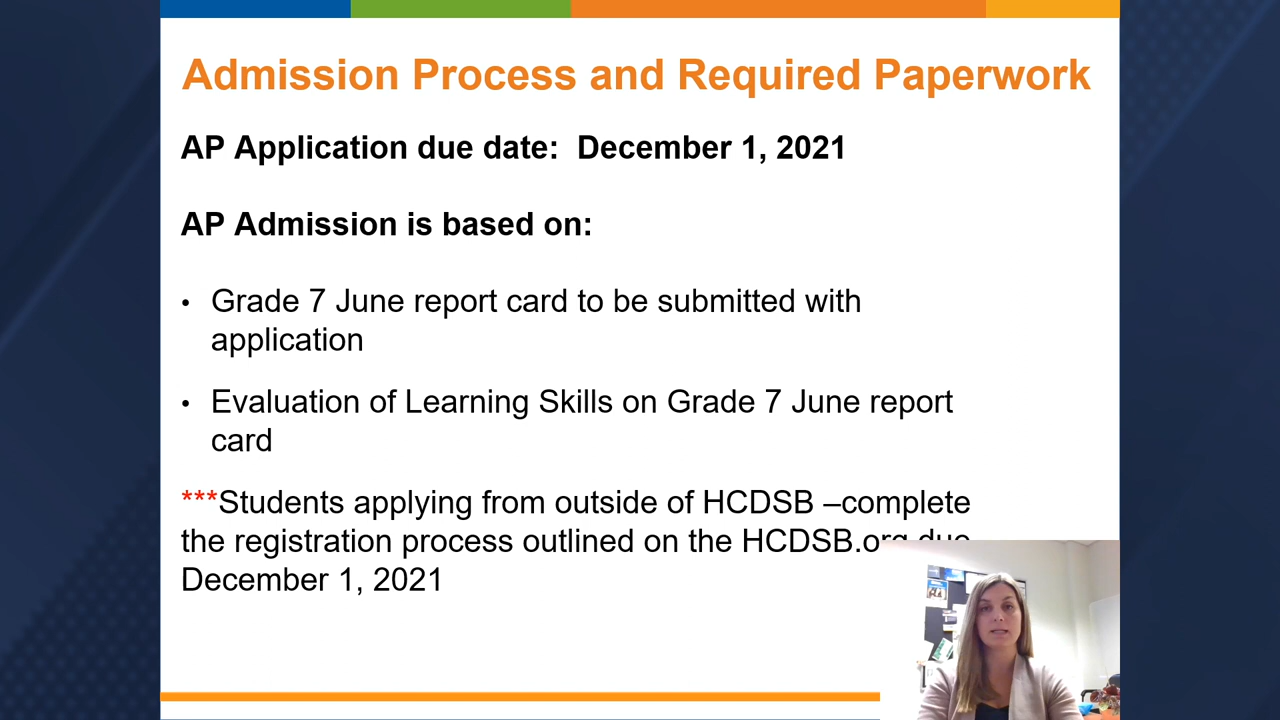 Admission Process and Required Paperwork
AP Application due date: December 1, 2021
AP Admission is based on:
• Grade 7 June report card to be submitted with
application
• Evaluation of Learning Skills on Grade 7 June report
card
***Students applying from outside of HCDSB –complete
the registration process outlined on the HCDSB.org due
December 1, 2021